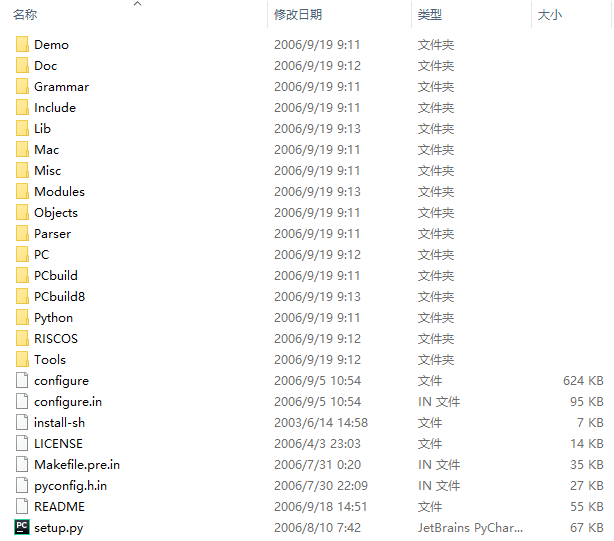 名称 修改日期 类型 大小
Demo 2006/9/19 9:11 文件夹
Doc 2006/9/19 9:12 文件夹
Grammar 2006/9/19 9:11 文件夹
Include 2006/9/19 9:11 文件夹
Lib 2006/9/19 9:13 文件夹
Mac 2006/9/19 9:11 文件夹
Misc 2006/9/19 9:11 文件夹
Modules 2006/9/19 9:13 文件夹
Objects 2006/9/19 9:11 文件夹
Parser 2006/9/19 9:11 文件夹
PC 2006/9/19 9:12 文件夹
PCbuild 2006/9/19 9:11 文件夹
PCbuild8 2006/9/19 9:13 文件夹
Python 2006/9/19 9:11 文件夹
RISCOS 2006/9/19 9:12 文件夹
Tools 2006/9/19 9:12 文件夹
configure 2006/9/5 10:54 文件 624 KB
configure.in 2006/9/5 10:54 IN 文件 95 KB
install-sh 2003/6/14 14:58 文件 7 KB
LICENSE 2006/4/3 23:03 文件 14 KB
Makefile.pre.in 2006/7/31 0:20 IN 文件 35 KB
pyconfig.h.in 2006/7/30 22:09 IN 文件 27 KB
README 2006/9/18 14:51 文件 55 KB
PC setup.py 2006/8/10 7:42 JetBrains PyChar... 67 KB